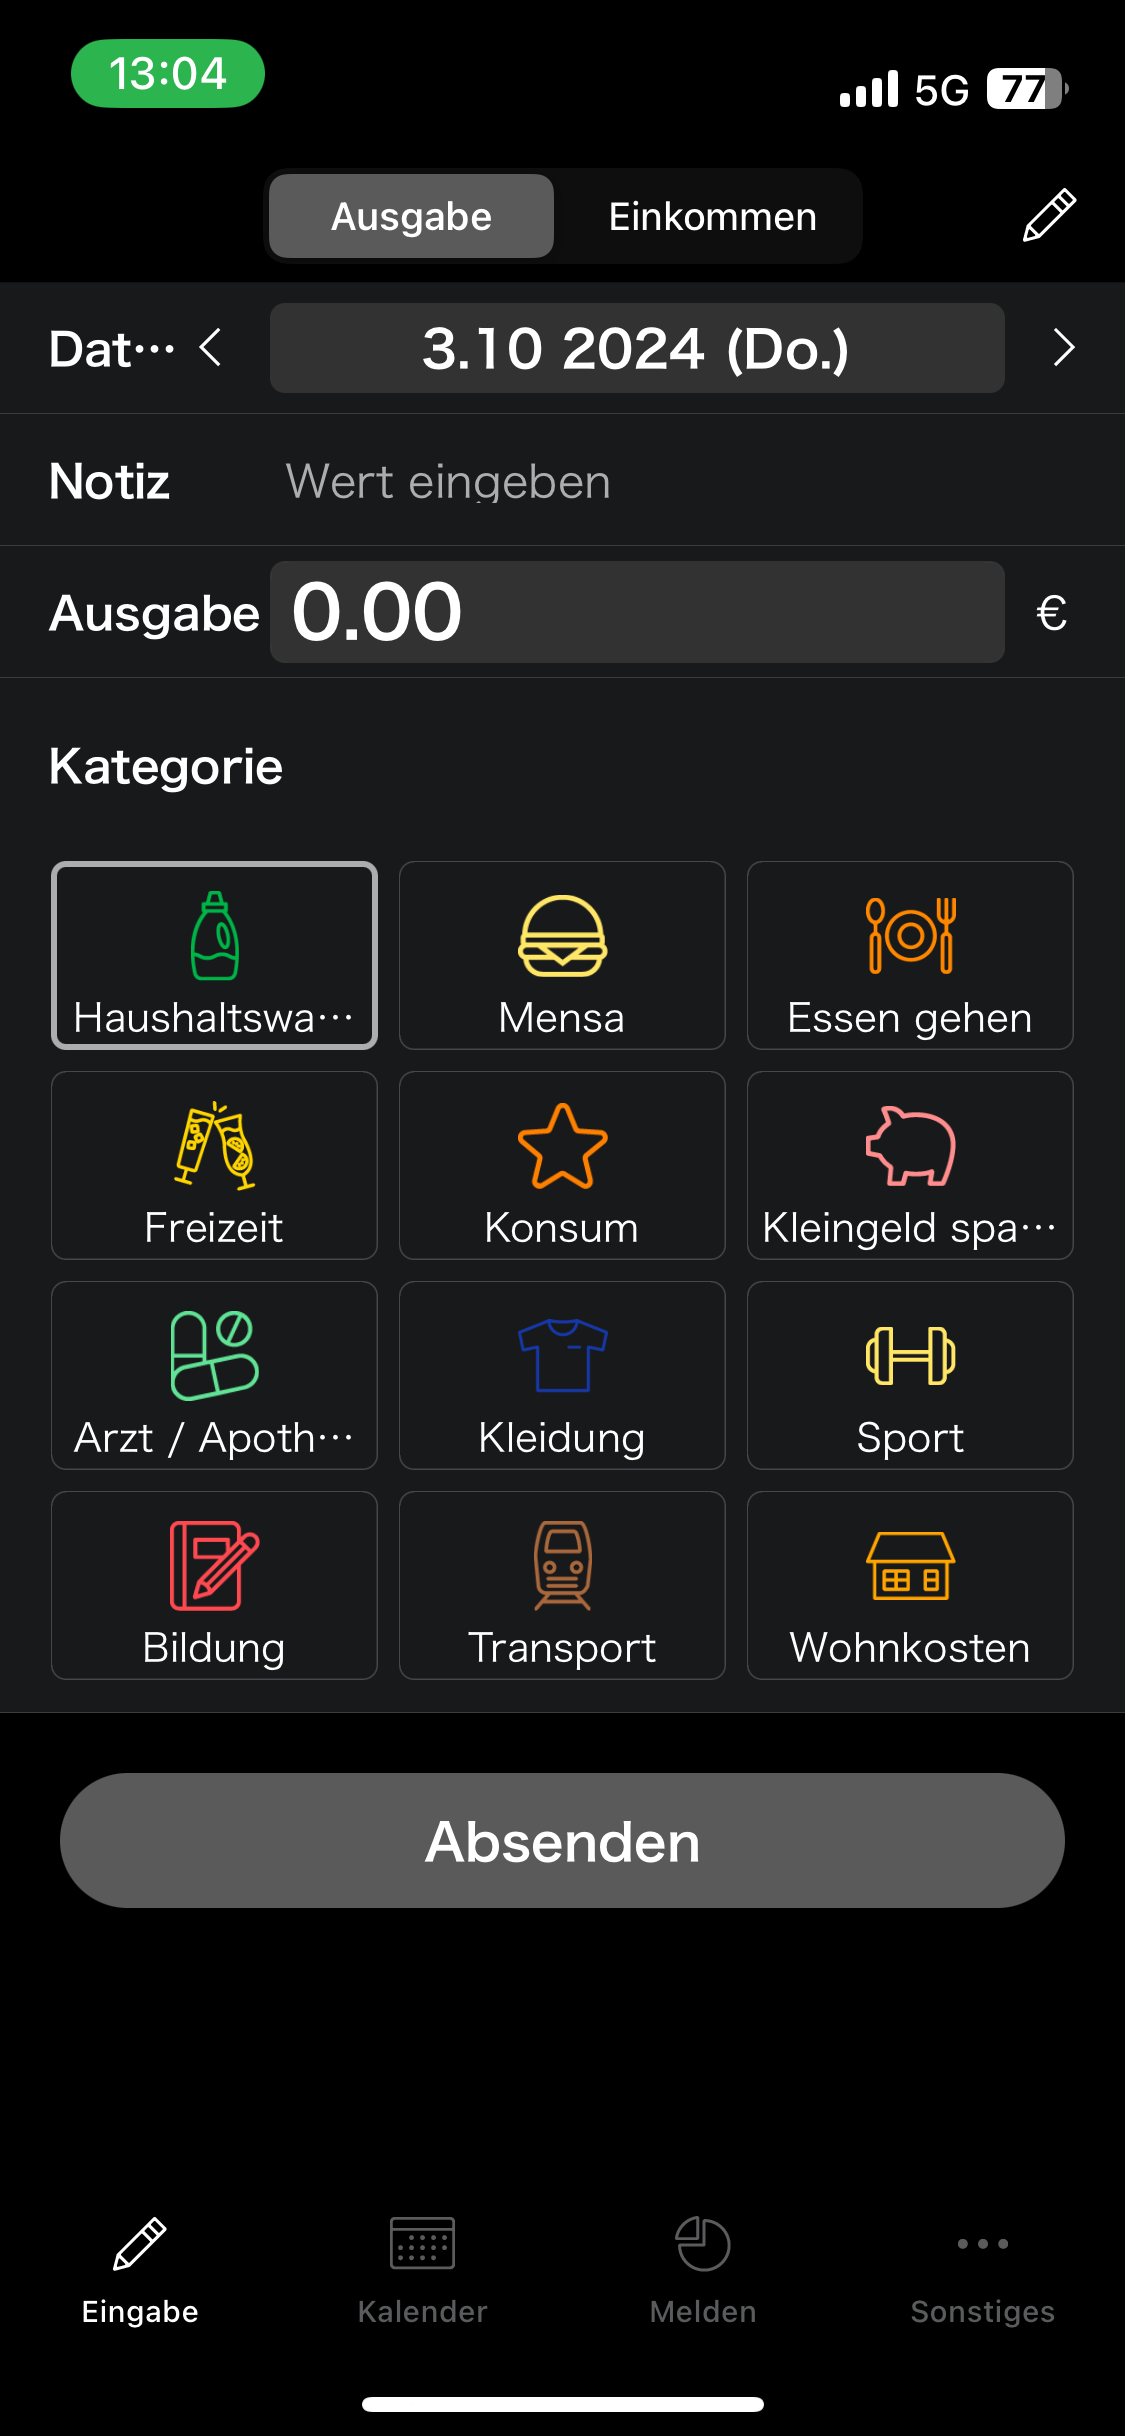 13:04
5G 77
Ausgabe Einkommen
Dat··· 3.10 2024 (Do.)
Notiz Wert eingeben
Ausgabe 0.00 €
Kategorie
Haushaltswa··· Mensa Essen gehen
Freizeit Konsum Kleingeld spa···
Arzt / Apoth··· Kleidung Sport
Bildung Transport Wohnkosten
Absenden
Eingabe Kalender Melden Sonstiges